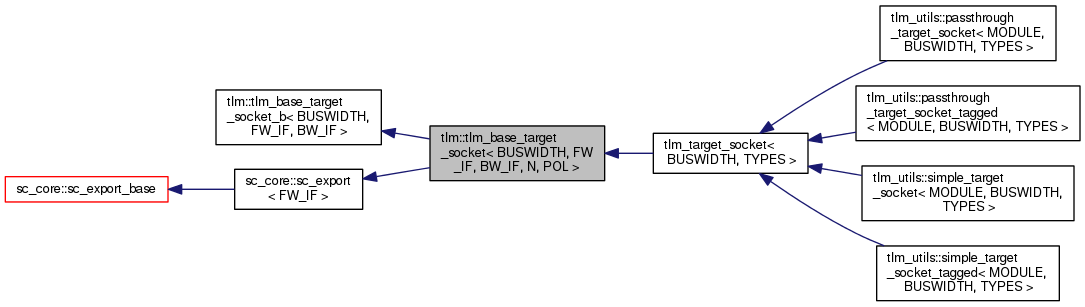 tlm_utils::passthrough
_target_socket< MODULE,
BUSWIDTH, TYPES >
tlm::tlm_base_target
_socket_b< BUSWIDTH,
FW_IF, BW_IF >
tlm_utils::passthrough
_target_socket_tagged
< MODULE, BUSWIDTH, TYPES >
tlm::tlm_base_target
_socket< BUSWIDTH, FW
_IF, BW_IF, N, POL >
tlm_target_socket<
BUSWIDTH, TYPES >
sc_core::sc_export_base
sc_core::sc_export
< FW_IF >
tlm_utils::simple_target
_socket< MODULE, BUSWIDTH,
TYPES >
tlm_utils::simple_target
_socket_tagged< MODULE,
BUSWIDTH, TYPES >